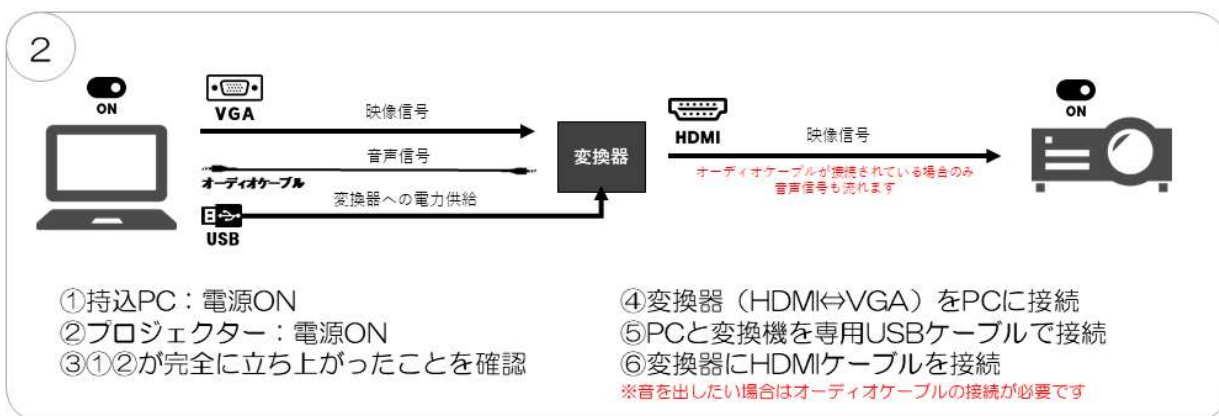 2
ON
VGA
映像信号
音声信号
オーディオケーブル
変換器への電力供給
USB
変換器
HDMI
映像信号
オーディオケーブルが接続されている場合のみ
音声信号も流れます
ON
①持込PC：電源ON
②プロジェクター：電源ON
③①②が完全に立ち上がったことを確認
④変換器（HDMI⇔VGA）をPCに接続
⑤PCと変換機を専用USBケーブルで接続
⑥変換器にHDMIケーブルを接続
※音を出したい場合はオーディオケーブルの接続が必要です